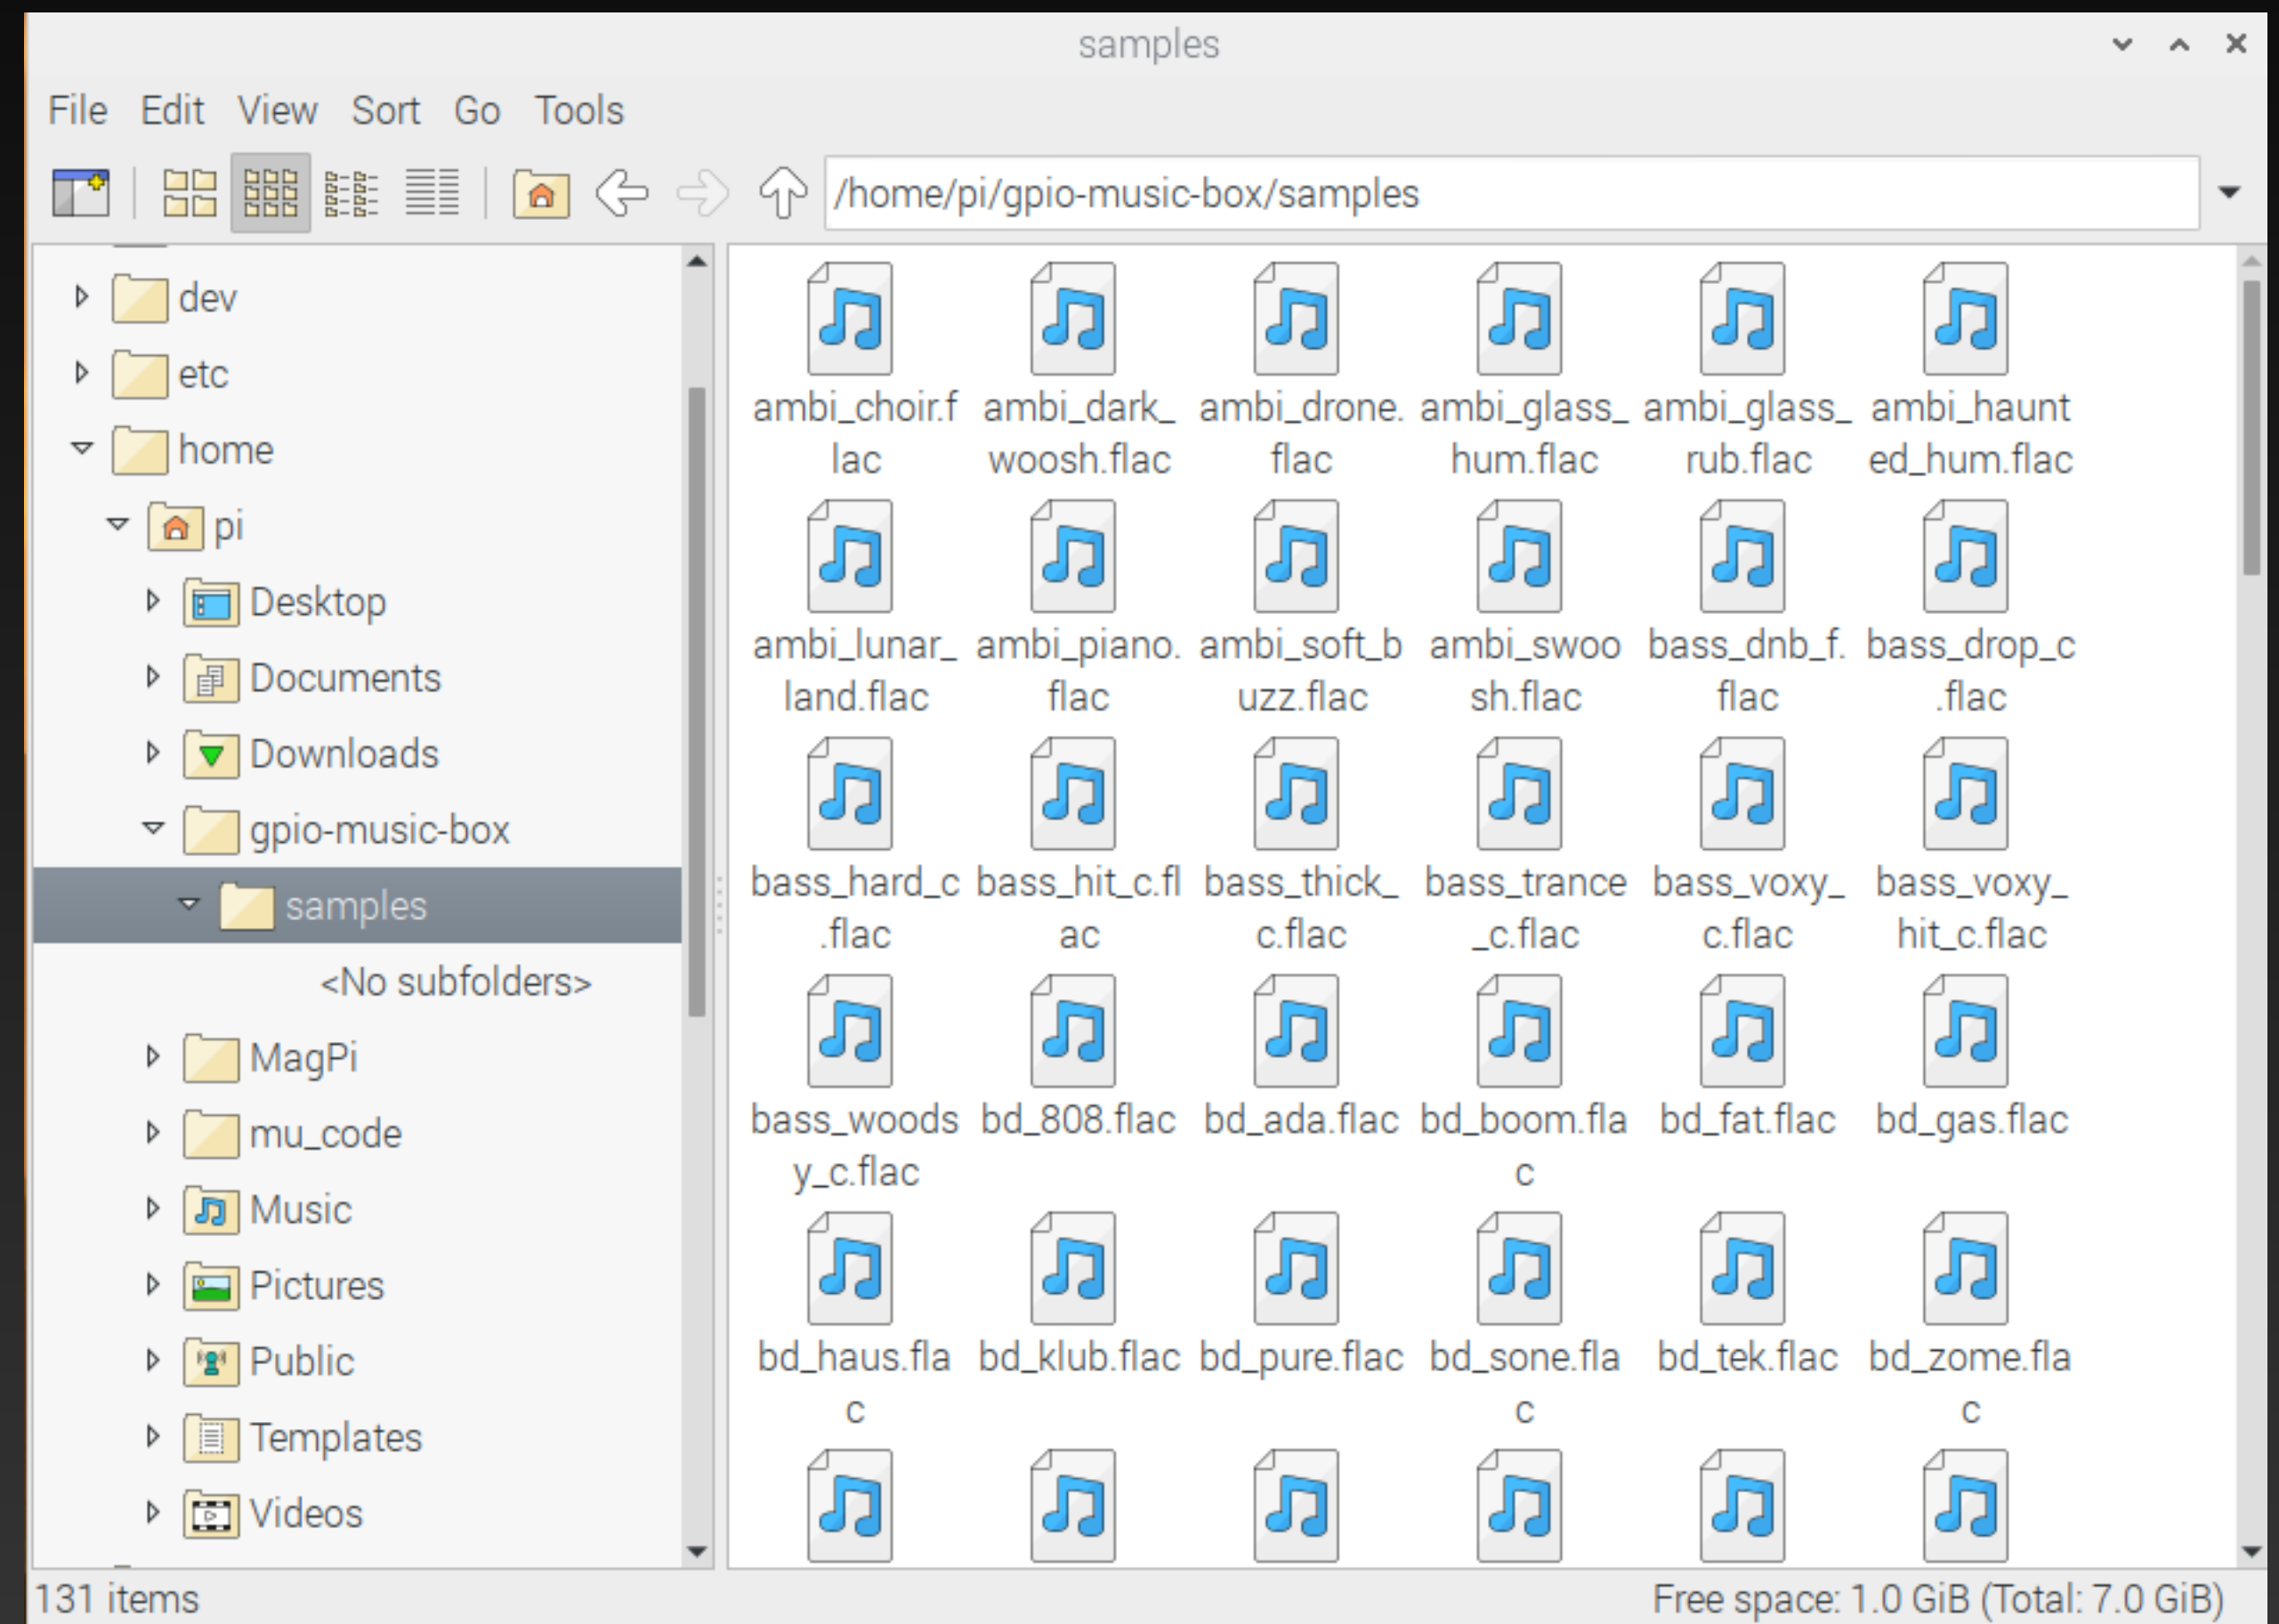 samples
File Edit View Sort Go Tools
/home/pi/gpio-music-box/samples
dev
etc
home
pi
Desktop
Documents
Downloads
gpio-music-box
samples
<No subfolders>
MagPi
mu_code
Music
Pictures
Public
Templates
Videos
ambi_choir.f ambi_dark_ ambi_drone. ambi_glass_ ambi_glass_ ambi_haunt
lac woosh.flac flac hum.flac rub.flac ed_hum.flac
ambi_lunar_ ambi_piano. ambi_soft_b ambi_swoo bass_dnb_f. bass_drop_c
land.flac flac uzz.flac sh.flac flac .flac
bass_hard_c bass_hit_c.fl bass_thick_ bass_trance bass_voxy_ bass_voxy_
.flac ac c.flac _c.flac c.flac hit_c.flac
bass_woods bd_808.flac bd_ada.flac bd_boom.fla bd_fat.flac bd_gas.flac
y_c.flac c
bd_haus.fla bd_klub.flac bd_pure.flac bd_sone.fla bd_tek.flac bd_zome.fla
c c c
131 items Free space: 1.0 GiB (Total: 7.0 GiB)